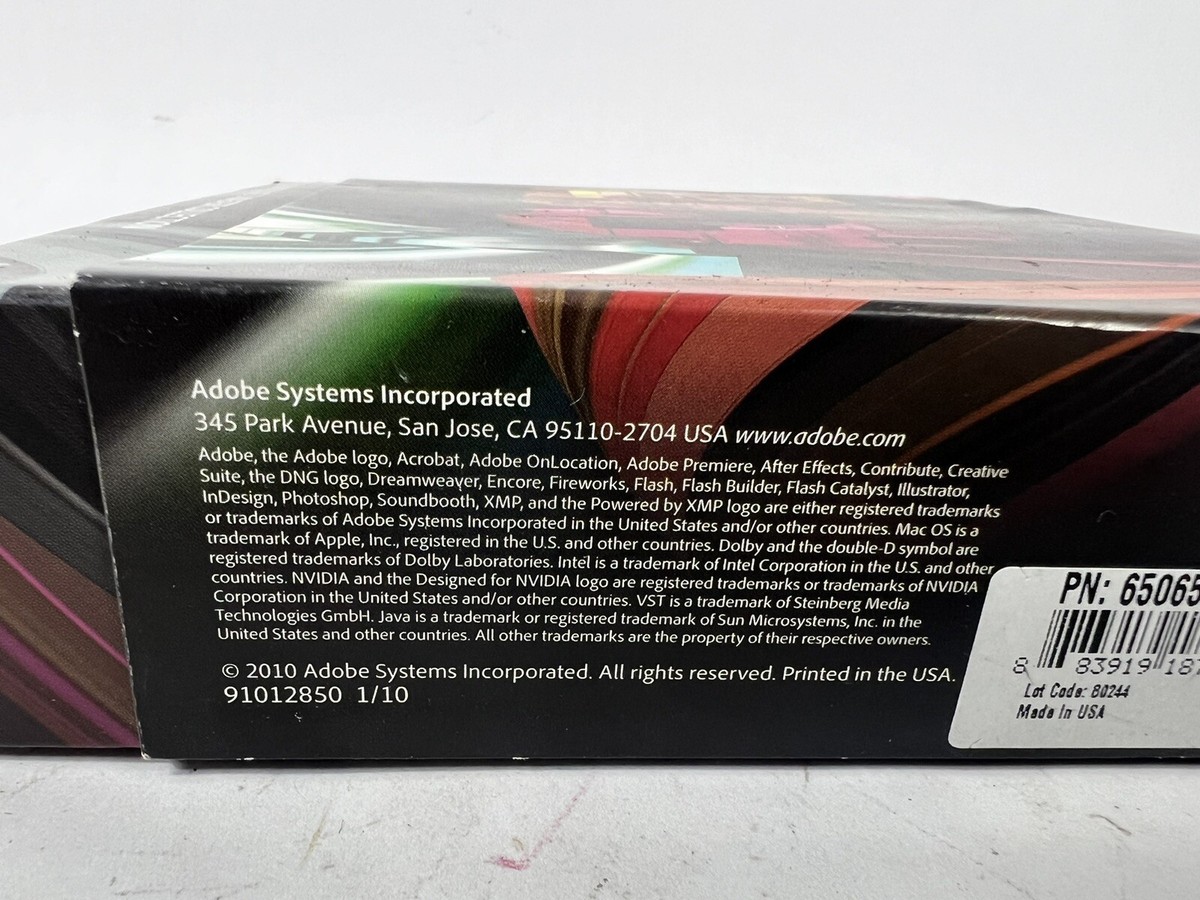 Adobe Systems Incorporated
345 Park Avenue, San Jose, CA 95110-2704 USA www.adobe.com
Adobe, the Adobe logo, Acrobat, Adobe OnLocation, Adobe Premiere, After Effects, Contribute, Creative
Suite, the DNG logo, Dreamweaver, Encore, Fireworks, Flash, Flash Builder, Flash Catalyst, Illustrator,
InDesign, Photoshop, Soundbooth, XMP, and the Powered by XMP logo are either registered trademarks
or trademarks of Adobe Systems Incorporated in the United States and/or other countries. Mac OS is a
trademark of Apple, Inc., registered in the U.S. and other countries. Dolby and the double-D symbol are
registered trademarks of Dolby Laboratories. Intel is a trademark of Intel Corporation in the U.S. and other
countries. NVIDIA and the Designed for NVIDIA logo are registered trademarks or trademarks of NVIDIA
Corporation in the United States and/or other countries. VST is a trademark of Steinberg Media
Technologies GmbH. Java is a trademark or registered trademark of Sun Microsystems, Inc. in the
United States and other countries. All other trademarks are the property of their respective owners.
© 2010 Adobe Systems Incorporated. All rights reserved. Printed in the USA.
91012850 1/10
PN: 65065
8 83919 187
Lot Code: 80244
Made In USA